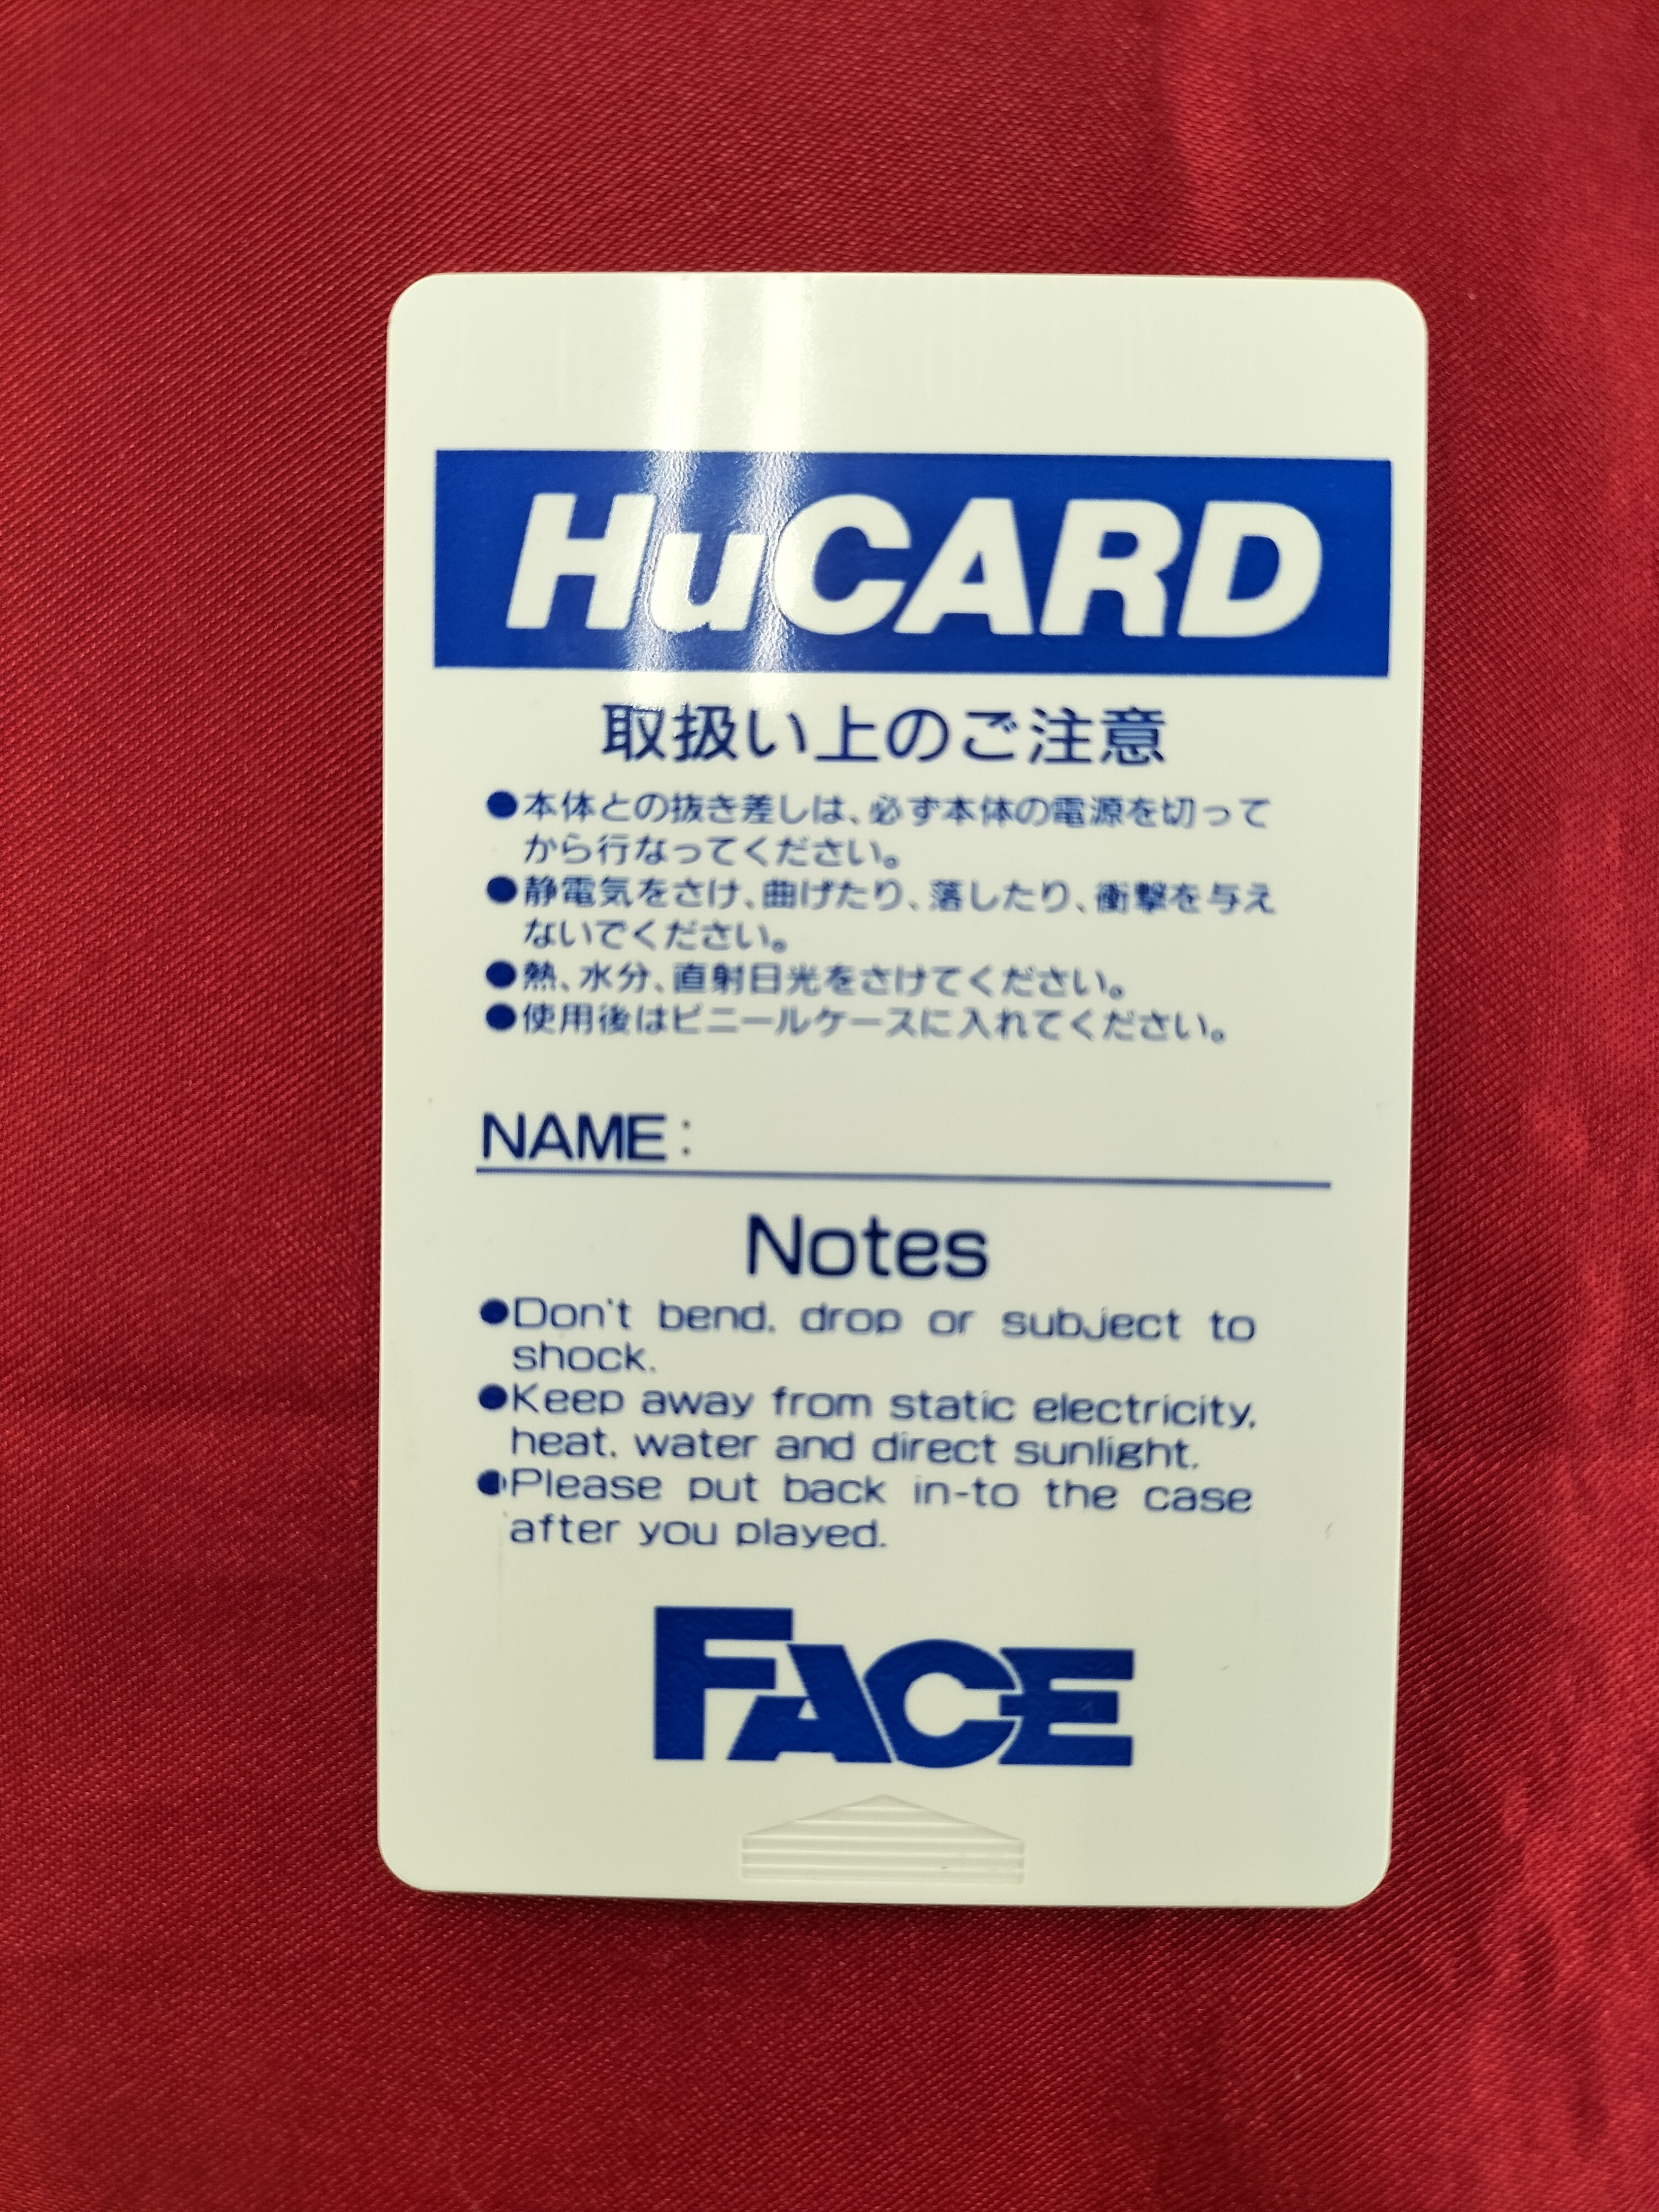 HuCARD
取扱い上のご注意
●本体との抜き差しは、必ず本体の電源を切って
から行なってください。
●静電気をさけ、曲げたり、落したり、衝撃を与え
ないでください。
●熱、水分、直射日光をさけてください。
●使用後はビニールケースに入れてください。
NAME:
Notes
●Don't bend, drop or subject to
shock.
●Keep away from static electricity,
heat, water and direct sunlight.
●Please put back in-to the case
after you played.
FACE